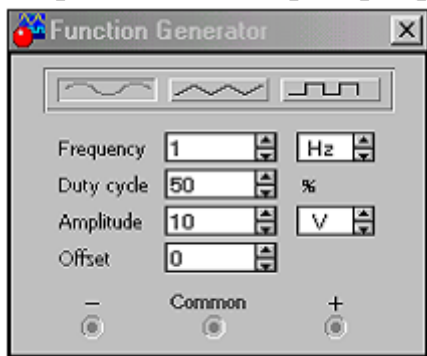 Function Generator
Frequency 1 Hz
Duty cycle 50 %
Amplitude 10 V
Offset 0
− Common +